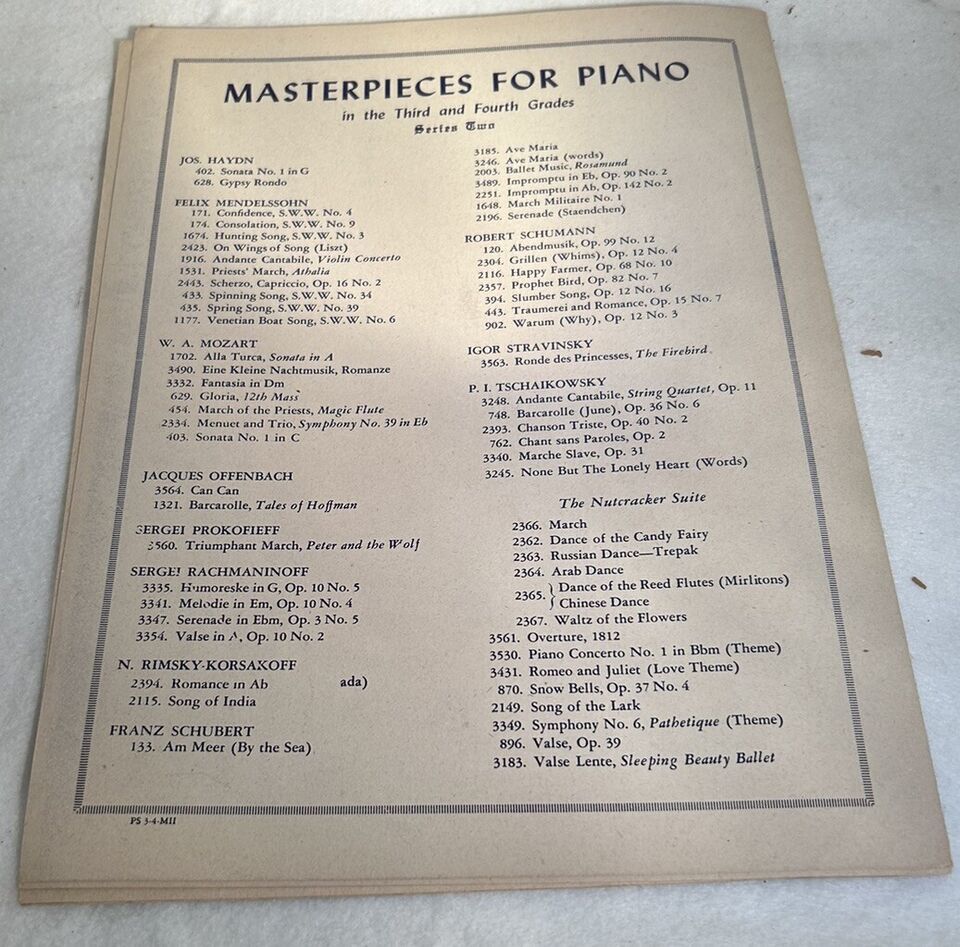 MASTERPIECES FOR PIANO
in the Third and Fourth Grades
Series Two
JOS. HAYDN
402. Sonata No. 1 in G
628. Gypsy Rondo
FELIX MENDELSSOHN
171. Confidence, S.W.W. No. 4
174. Consolation, S.W.W. No. 9
1674. Hunting Song, S.W.W. No. 3
2423. On Wings of Song (Liszt)
1916. Andante Cantabile, Violin Concerto
1531. Priests' March, Athalia
2443. Scherzo, Capriccio, Op. 16 No. 2
433. Spinning Song, S.W.W. No. 34
435. Spring Song, S.W.W. No. 39
1177. Venetian Boat Song, S.W.W. No. 6
W. A. MOZART
1702. Alla Turca, Sonata in A
3490. Eine Kleine Nachtmusik, Romanze
3332. Fantasia in Dm
629. Gloria, 12th Mass
454. March of the Priests, Magic Flute
2334. Menuet and Trio, Symphony No. 39 in Eb
403. Sonata No. 1 in C
JACQUES OFFENBACH
3564. Can Can
1321. Barcarolle, Tales of Hoffman
SERGEI PROKOFIEFF
3560. Triumphant March, Peter and the Wolf
SERGEI RACHMANINOFF
3335. Humoreske in G, Op. 10 No. 5
3341. Melodie in Em, Op. 10 No. 4
3347. Serenade in Ebm, Op. 3 No. 5
3354. Valse in A, Op. 10 No. 2
N. RIMSKY-KORSAKOFF
2394. Romance in Ab ada)
2115. Song of India
FRANZ SCHUBERT
133. Am Meer (By the Sea)
3185. Ave Maria
3246. Ave Maria (words)
2003. Ballet Music, Rosamund
3489. Impromptu in Eb, Op. 90 No. 2
2251. Impromptu in Ab, Op. 142 No. 2
1648. March Militaire No. 1
2196. Serenade (Staendchen)
ROBERT SCHUMANN
120. Abendmusik, Op. 99 No. 12
2304. Grillen (Whims), Op. 12 No. 4
2116. Happy Farmer, Op. 68 No. 10
2357. Prophet Bird, Op. 82 No. 7
394. Slumber Song, Op. 12 No. 16
443. Traumerei and Romance, Op. 15 No. 7
902. Warum (Why), Op. 12 No. 3
IGOR STRAVINSKY
3563. Ronde des Princesses, The Firebird
P. I. TSCHAIKOWSKY
3248. Andante Cantabile, String Quartet, Op. 11
748. Barcarolle (June), Op. 36 No. 6
2393. Chanson Triste, Op. 40 No. 2
762. Chant sans Paroles, Op. 2
3340. Marche Slave, Op. 31
3245. None But The Lonely Heart (Words)
The Nutcracker Suite
2366. March
2362. Dance of the Candy Fairy
2363. Russian Dance—Trepak
2364. Arab Dance
2365. { Dance of the Reed Flutes (Mirlitons)
Chinese Dance
2367. Waltz of the Flowers
3561. Overture, 1812
3530. Piano Concerto No. 1 in Bbm (Theme)
3431. Romeo and Juliet (Love Theme)
870. Snow Bells, Op. 37 No. 4
2149. Song of the Lark
3349. Symphony No. 6, Pathetique (Theme)
896. Valse, Op. 39
3183. Valse Lente, Sleeping Beauty Ballet
PS 3-4-M11